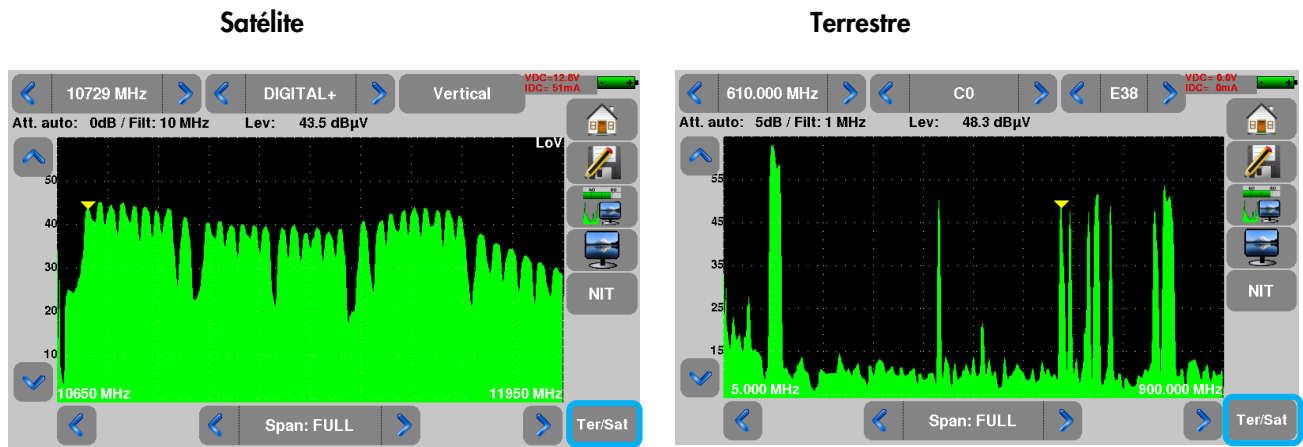 Satélite
10729 MHz DIGITAL+ Vertical VDC=12.6V IDC= 51mA
Att. auto: 0dB / Filt: 10 MHz Lev: 43.5 dBµV
LoV
50
40
30
20
10
10650 MHz 11950 MHz
NIT
Span: FULL Ter/Sat
Terrestre
610.000 MHz C0 E38 VDC= 0.0V IDC= 0mA
Att. auto: 5dB / Filt: 1 MHz Lev: 48.3 dBµV
55
45
35
25
15
5.000 MHz 900.000 MHz
NIT
Span: FULL Ter/Sat